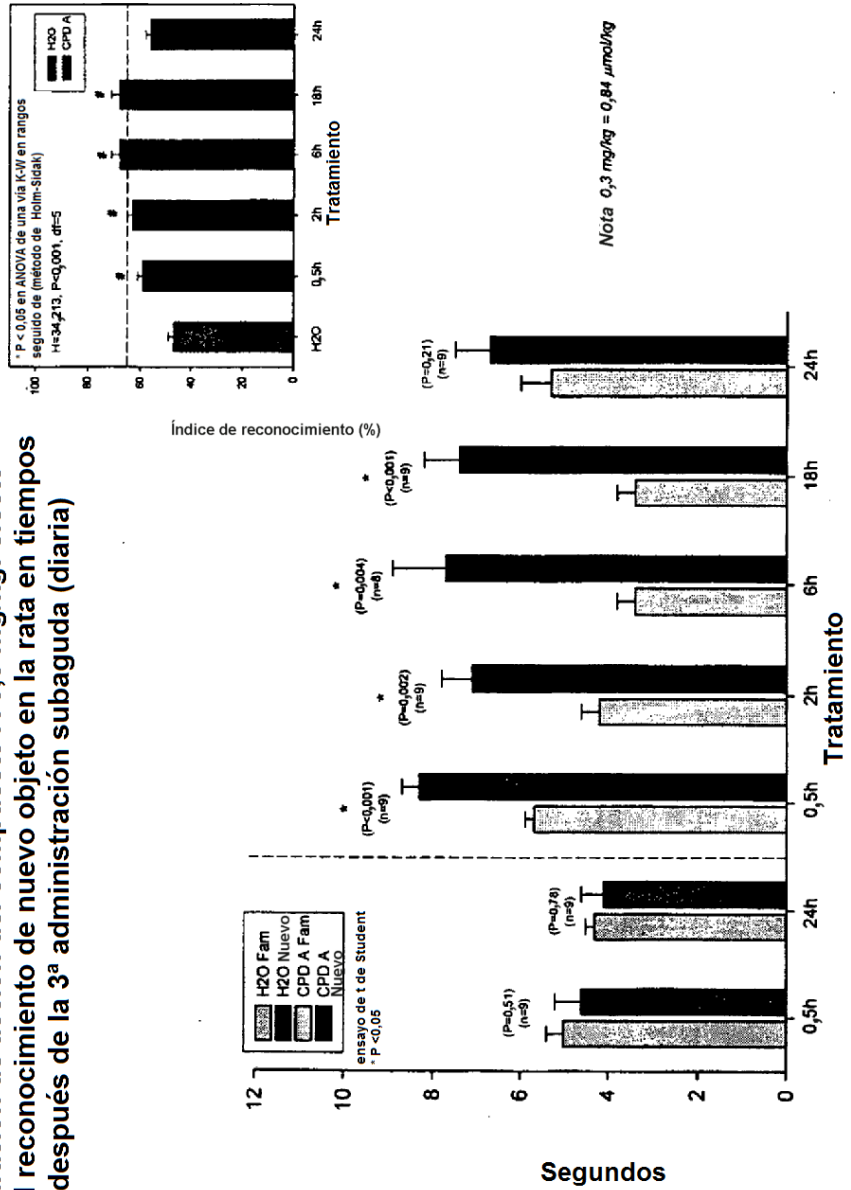 reconocimiento de nuevo objeto en la rata en tiempos
después de la 3ª administración subaguda (diaria)
* P < 0,05 en ANOVA de una via K-W en rangos
seguido de (método de Holm-Sidak)
H=34,213, P<0,001, df=5
H2O
CPD A
100
80
60
40
20
0
#
#
#
#
H2O
0,5h
2h
6h
18h
24h
Tratamiento
Índice de reconocimiento (%)
H2O Fam
H2O Nuevo
CPD A Fam
CPD A
Nuevo
ensayo de t de Student
* P <0,05
12
10
8
6
4
2
0
Segundos
(P=0,51)
(n=9)
(P=0,78)
(n=9)
*
(P<0,001)
(n=9)
*
(P=0,002)
(n=9)
*
(P=0,004)
(n=8)
*
(P<0,001)
(n=9)
(P=0,21)
(n=9)
0,5h
24h
0,5h
2h
6h
18h
24h
Tratamiento
Nota 0,3 mg/kg = 0,84 µmol/kg